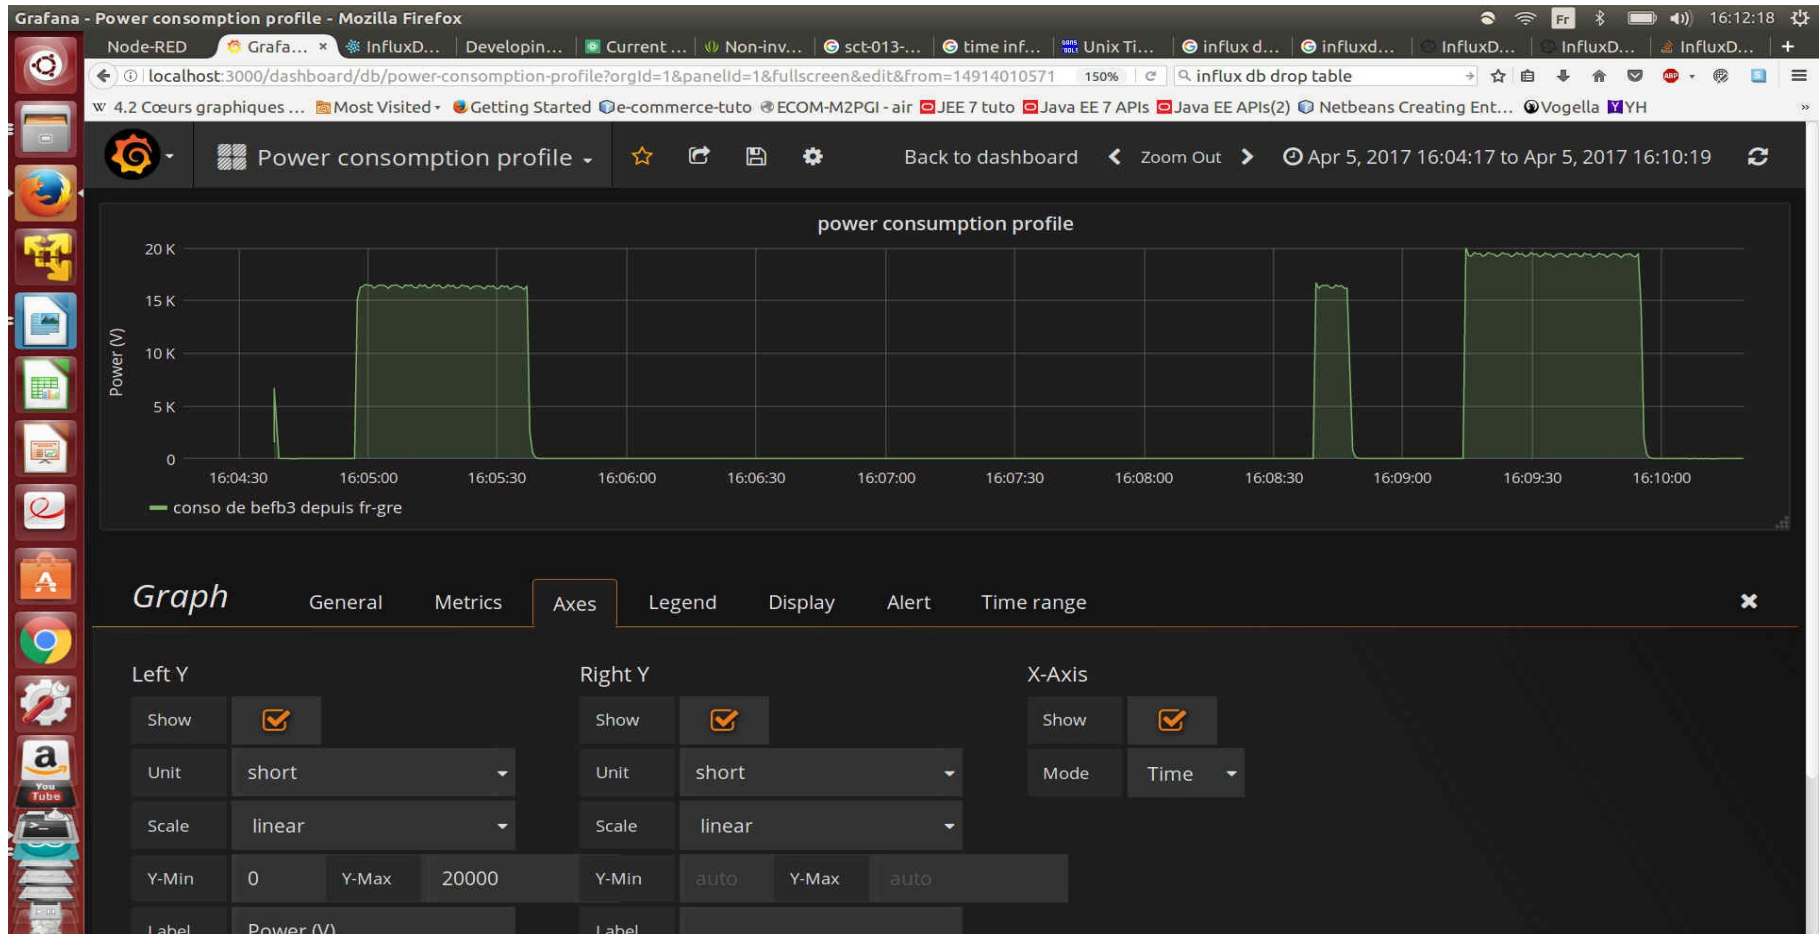 Grafana - Power consomption profile - Mozilla Firefox
Fr
16:12:18
Node-RED
Grafa... ×
InfluxD...
Developin...
Current ...
Non-inv...
sct-013-...
time inf...
Unix Ti...
influx d...
influxd...
InfluxD...
InfluxD...
InfluxD...
localhost:3000/dashboard/db/power-consomption-profile?orgId=1&panelId=1&fullscreen&edit&from=14914010571
150%
influx db drop table
ABP
4.2 Cœurs graphiques ...
Most Visited
Getting Started
e-commerce-tuto
ECOM-M2PGI - air
JEE 7 tuto
Java EE 7 APIs
Java EE APIs(2)
Netbeans Creating Ent...
Vogella
YH
Power consomption profile
Back to dashboard
Zoom Out
Apr 5, 2017 16:04:17 to Apr 5, 2017 16:10:19
power consumption profile
20 K
15 K
10 K
5 K
0
Power (V)
16:04:30
16:05:00
16:05:30
16:06:00
16:06:30
16:07:00
16:07:30
16:08:00
16:08:30
16:09:00
16:09:30
16:10:00
conso de befb3 depuis fr-gre
Graph
General
Metrics
Axes
Legend
Display
Alert
Time range
Left Y
Right Y
X-Axis
Show
Show
Show
Unit short
Unit short
Mode Time
Scale linear
Scale linear
Y-Min 0 Y-Max 20000
Y-Min auto Y-Max auto
Label Power (V)
Label
a
You
Tube